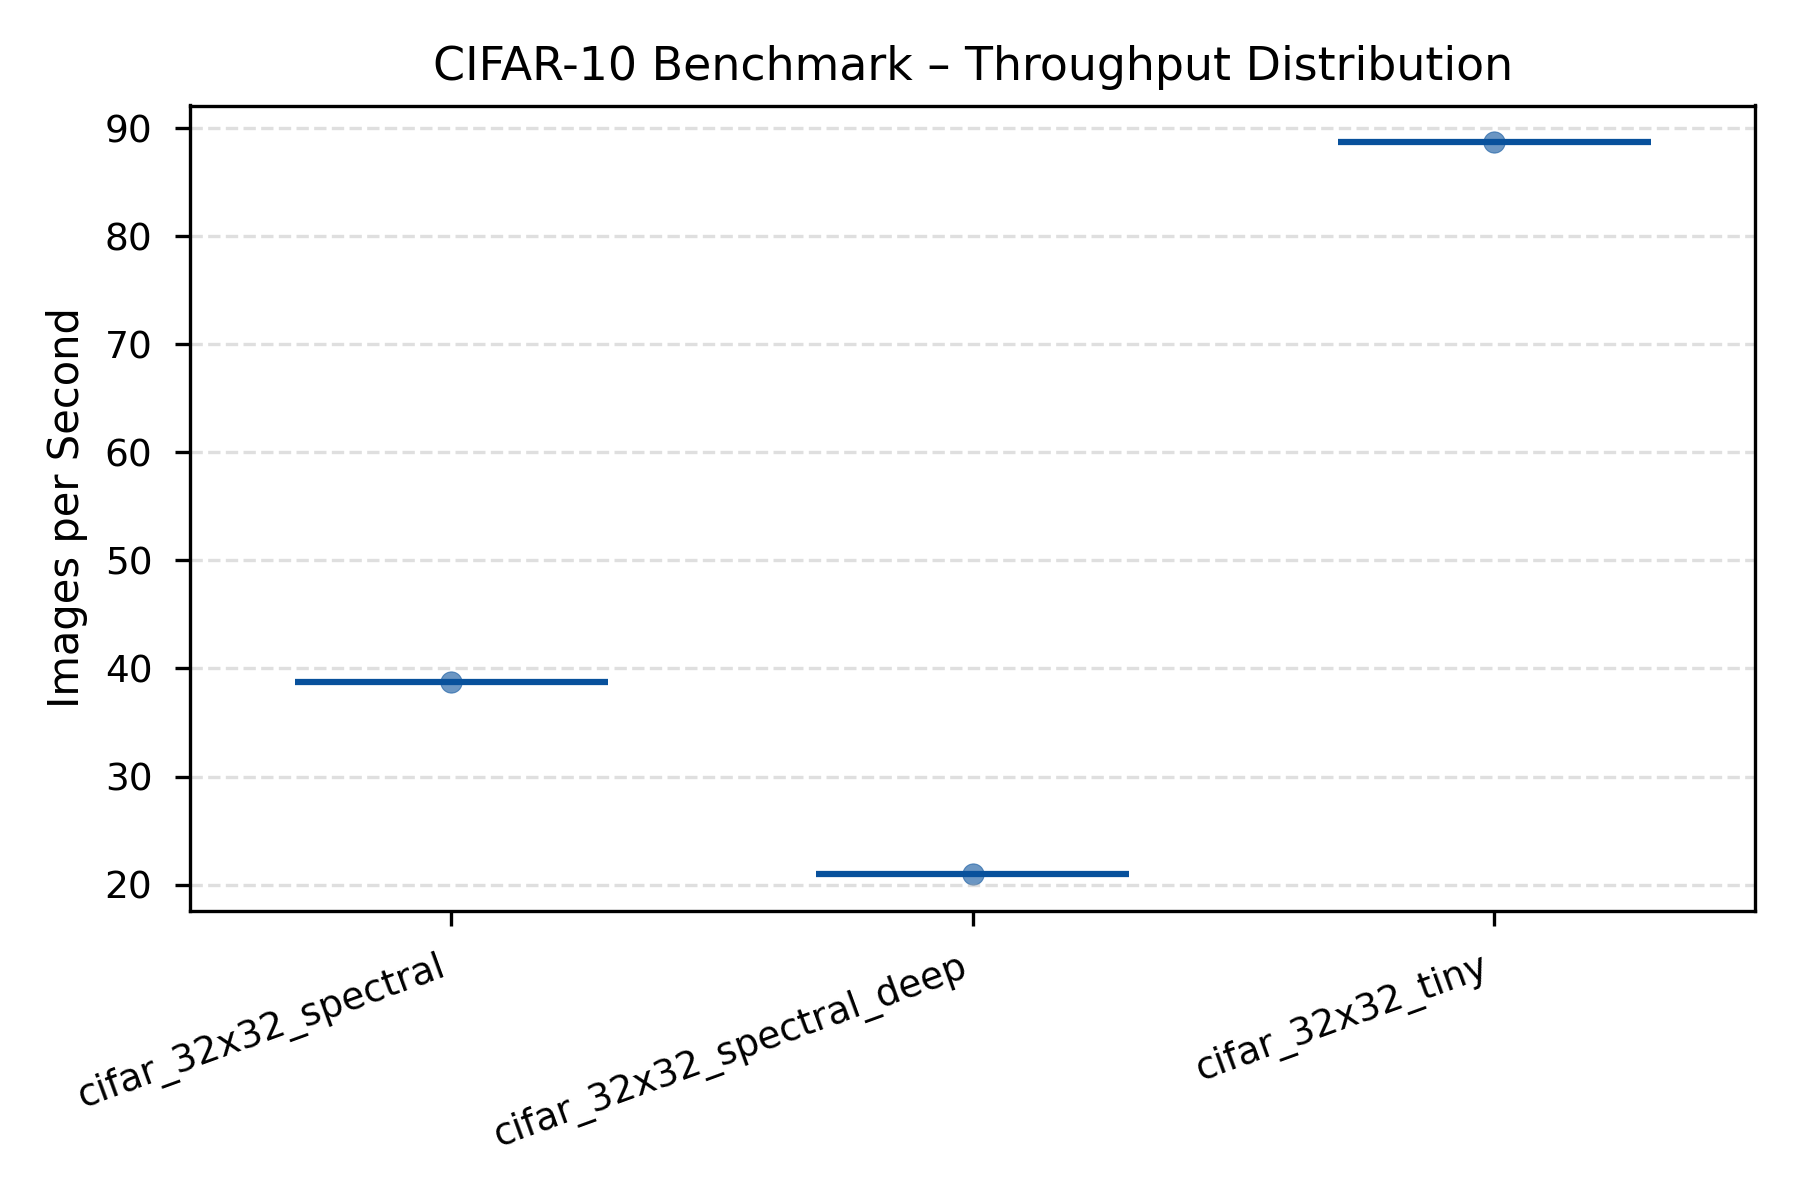 CIFAR-10 Benchmark – Throughput Distribution
Images per Second
90
80
70
60
50
40
30
20
cifar_32x32_spectral
cifar_32x32_spectral_deep
cifar_32x32_tiny